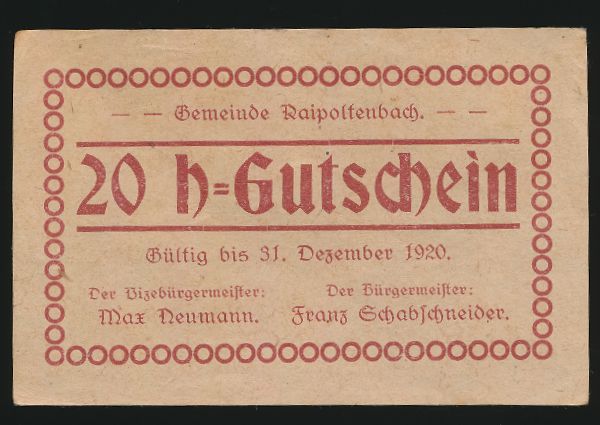 — — Gemeinde Raipoltenbach. — —
20 h=Gutschein
Gültig bis 31. Dezember 1920.
Der Vizebürgermeister: Der Bürgermeister:
Max Neumann. Franz Schabschneider.